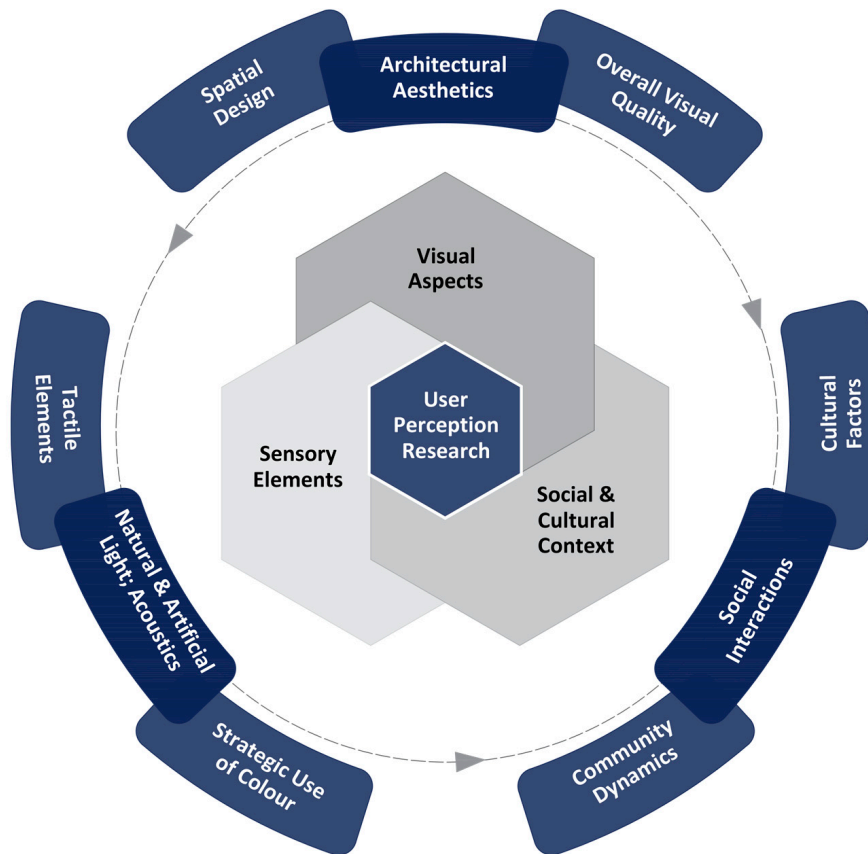 Spatial
Design
Architectural
Aesthetics
Overall Visual
Quality
Visual
Aspects
User
Perception
Research
Sensory
Elements
Social &
Cultural
Context
Tactile
Elements
Natural & Artificial
Light; Acoustics
Strategic Use
of Colour
Cultural
Factors
Social
Interactions
Community
Dynamics